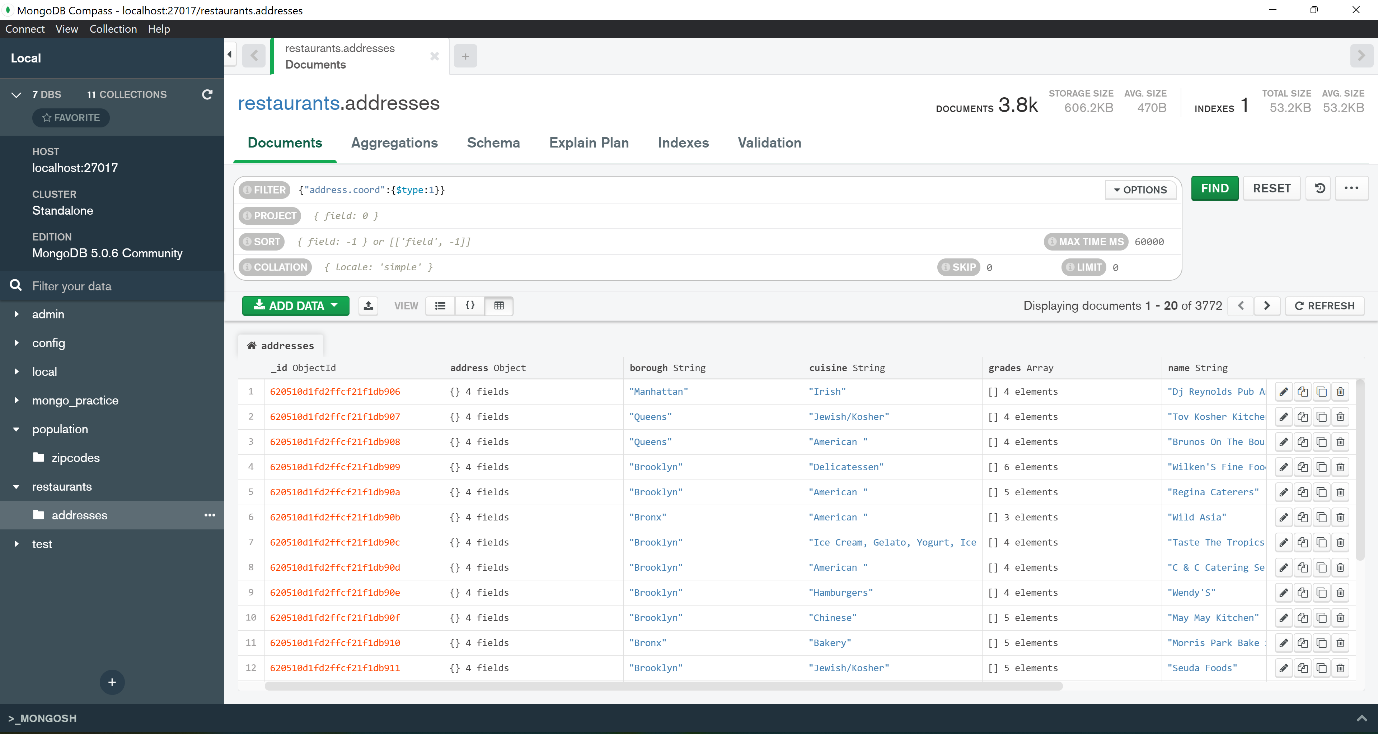 MongoDB Compass - localhost:27017/restaurants.addresses
Connect View Collection Help
Local
restaurants.addresses
Documents
7 DBS 11 COLLECTIONS
FAVORITE
HOST
localhost:27017
CLUSTER
Standalone
EDITION
MongoDB 5.0.6 Community
Filter your data
admin
config
local
mongo_practice
population
zipcodes
restaurants
addresses
test
restaurants.addresses
DOCUMENTS 3.8k STORAGE SIZE 606.2KB AVG. SIZE 470B INDEXES 1 TOTAL SIZE 53.2KB AVG. SIZE 53.2KB
Documents Aggregations Schema Explain Plan Indexes Validation
FILTER {"address.coord":{$type:1}} OPTIONS FIND RESET
PROJECT { field: 0 }
SORT { field: -1 } or [['field', -1]] MAX TIME MS 60000
COLLATION { locale: 'simple' } SKIP 0 LIMIT 0
ADD DATA VIEW {} Displaying documents 1 - 20 of 3772 REFRESH
addresses
_id ObjectId address Object borough String cuisine String grades Array name String
1 620510d1fd2ffcf21f1db906 {} 4 fields "Manhattan" "Irish" [] 4 elements "Dj Reynolds Pub A
2 620510d1fd2ffcf21f1db907 {} 4 fields "Queens" "Jewish/Kosher" [] 4 elements "Tov Kosher Kitche
3 620510d1fd2ffcf21f1db908 {} 4 fields "Queens" "American " [] 4 elements "Brunos On The Bou
4 620510d1fd2ffcf21f1db909 {} 4 fields "Brooklyn" "Delicatessen" [] 6 elements "Wilken'S Fine Foo
5 620510d1fd2ffcf21f1db90a {} 4 fields "Brooklyn" "American " [] 5 elements "Regina Caterers"
6 620510d1fd2ffcf21f1db90b {} 4 fields "Bronx" "American " [] 3 elements "Wild Asia"
7 620510d1fd2ffcf21f1db90c {} 4 fields "Brooklyn" "Ice Cream, Gelato, Yogurt, Ice [] 4 elements "Taste The Tropics
8 620510d1fd2ffcf21f1db90d {} 4 fields "Brooklyn" "American " [] 4 elements "C & C Catering Se
9 620510d1fd2ffcf21f1db90e {} 4 fields "Brooklyn" "Hamburgers" [] 4 elements "Wendy'S"
10 620510d1fd2ffcf21f1db90f {} 4 fields "Brooklyn" "Chinese" [] 5 elements "May May Kitchen"
11 620510d1fd2ffcf21f1db910 {} 4 fields "Bronx" "Bakery" [] 5 elements "Morris Park Bake
12 620510d1fd2ffcf21f1db911 {} 4 fields "Brooklyn" "Jewish/Kosher" [] 5 elements "Seuda Foods"
>_MONGOSH